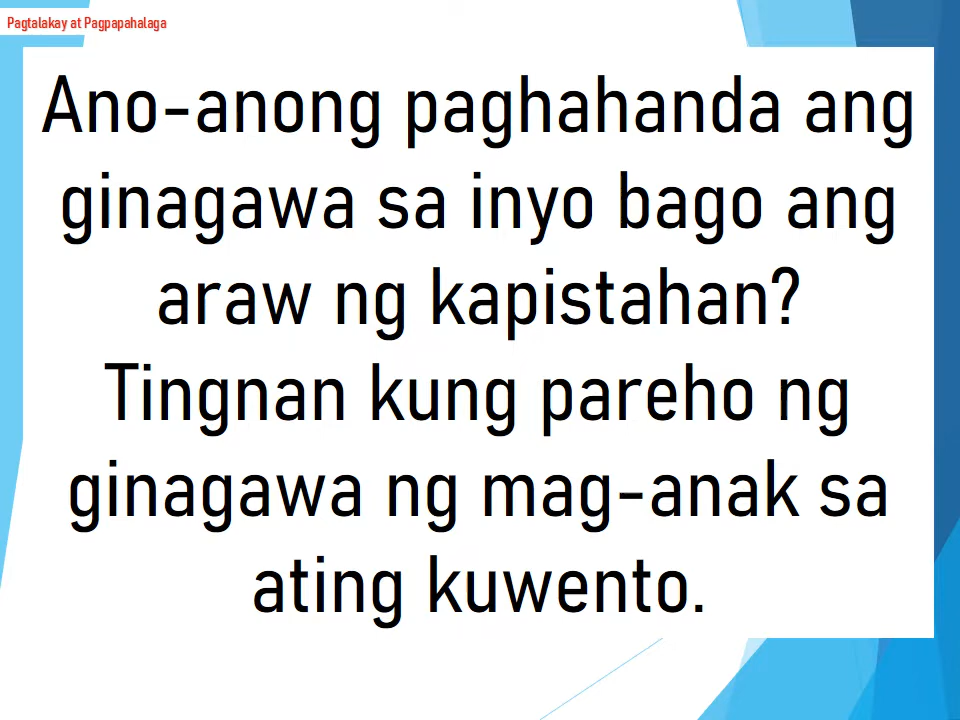 Pagtalakay at Pagpapahalaga
Ano-anong paghahanda ang
ginagawa sa inyo bago ang
araw ng kapistahan?
Tingnan kung pareho ng
ginagawa ng mag-anak sa
ating kuwento.